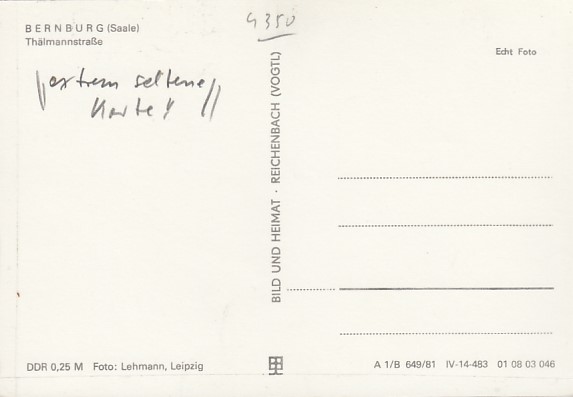 BERNBURG (Saale)
Thälmannstraße
4350
Echt Foto
extrem seltene
Karte!
BILD UND HEIMAT · REICHENBACH (VOGTL)
DDR 0,25 M Foto: Lehmann, Leipzig
A 1/B 649/81 IV-14-483 01 08 03 046